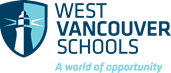 WEST
VANCOUVER
SCHOOLS
A world of opportunity